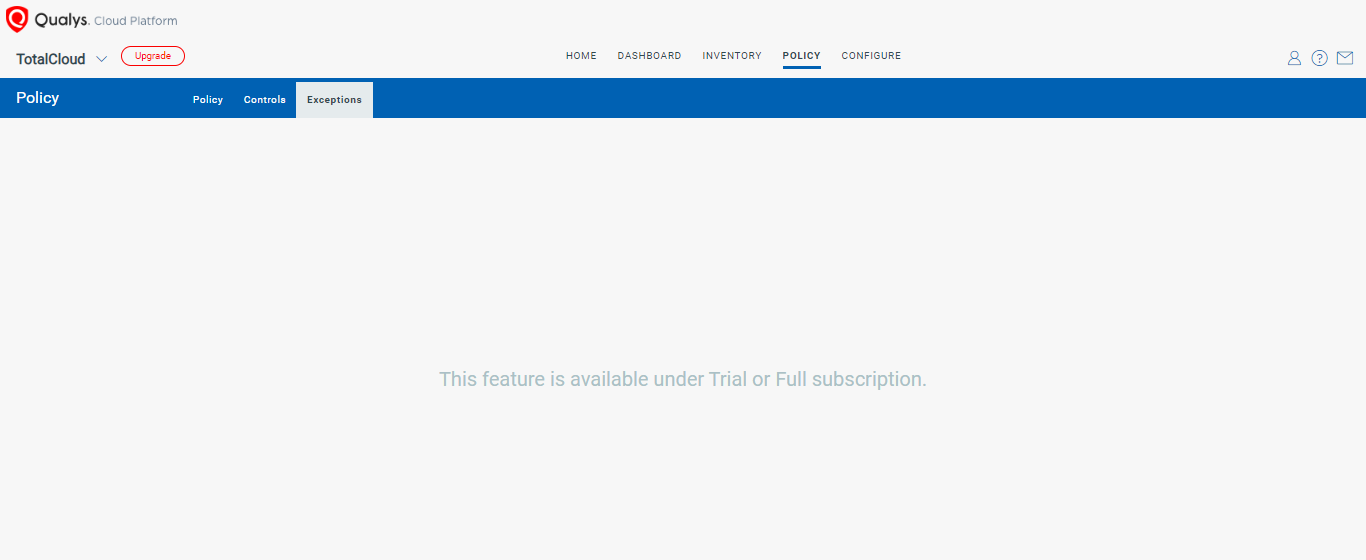 Qualys. Cloud Platform
TotalCloud
Upgrade
HOME DASHBOARD INVENTORY POLICY CONFIGURE
?
Policy
Policy Controls Exceptions
This feature is available under Trial or Full subscription.